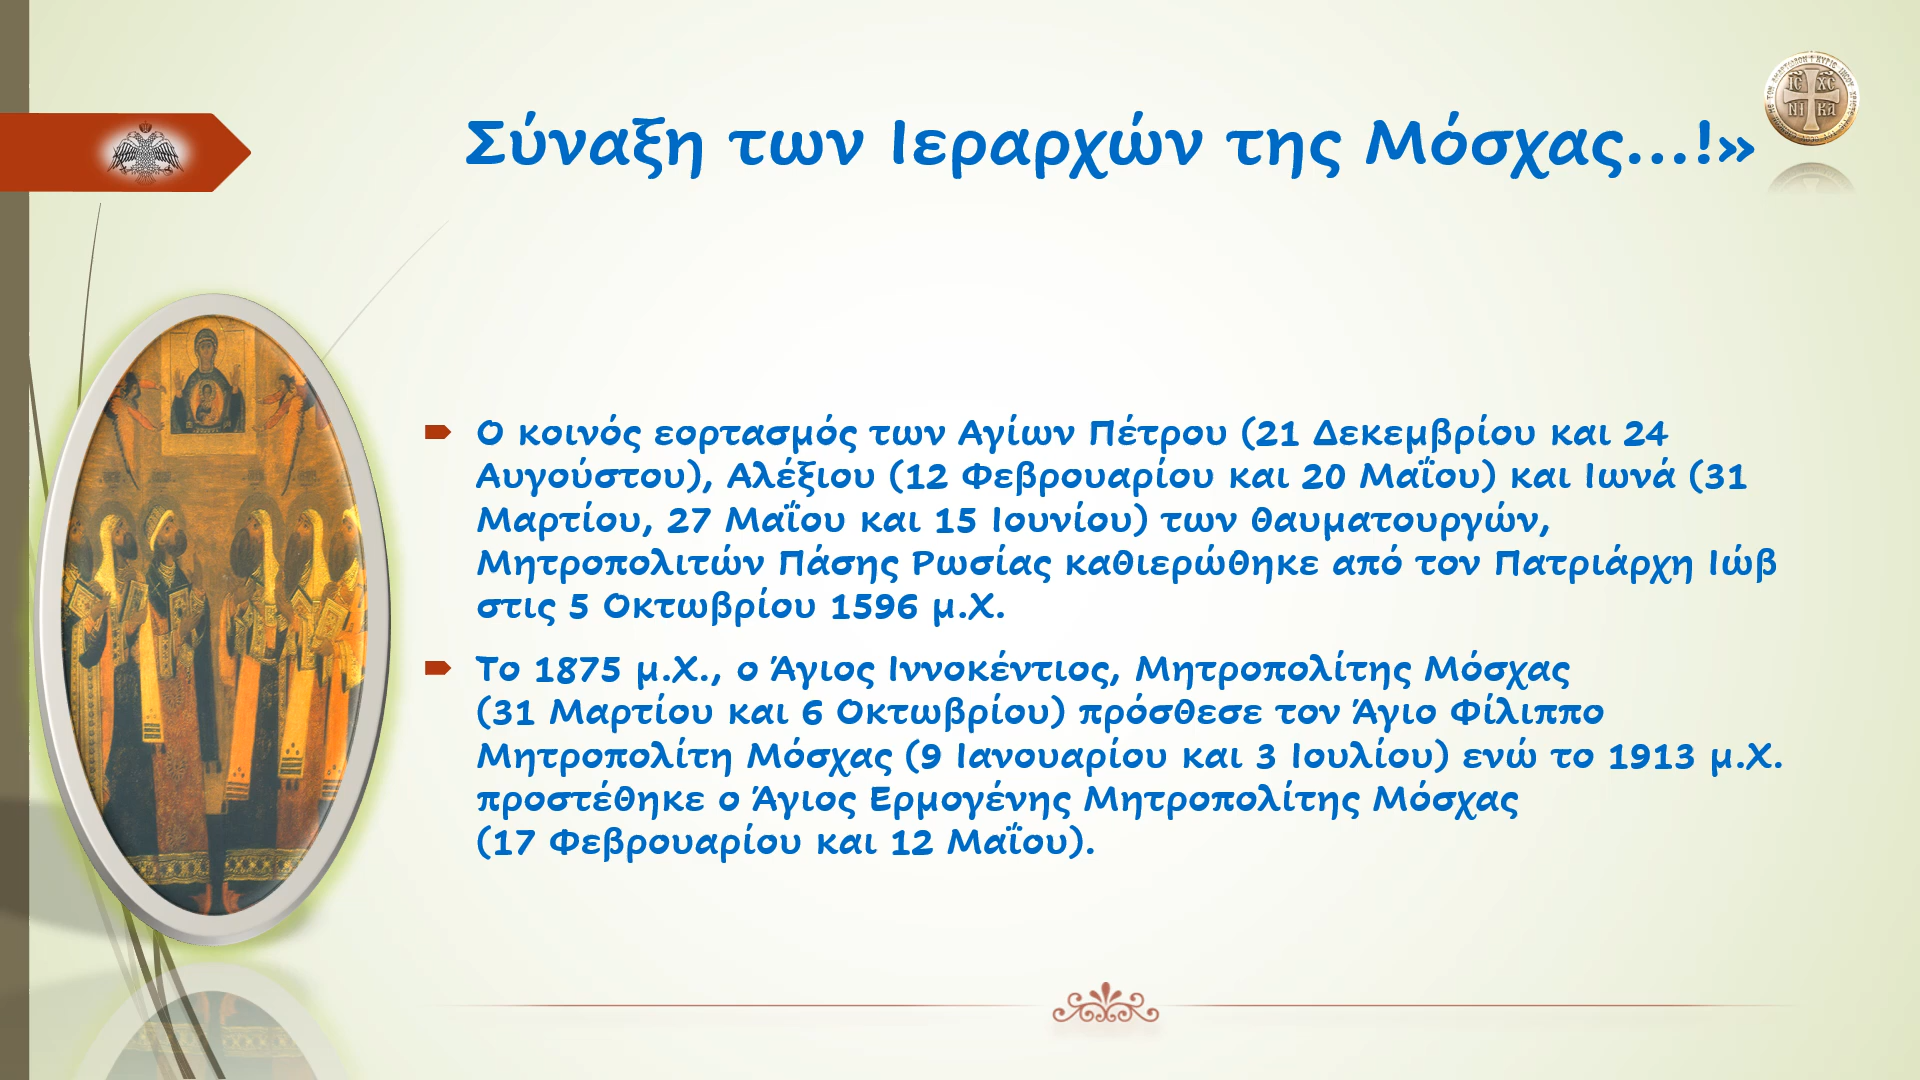 Σύναξη των Ιεραρχών της Μόσχας...!»
ΙC XC
ΝΙ ΚΑ
Ο κοινός εορτασμός των Αγίων Πέτρου (21 Δεκεμβρίου και 24
Αυγούστου), Αλέξιου (12 Φεβρουαρίου και 20 Μαΐου) και Ιωνά (31
Μαρτίου, 27 Μαΐου και 15 Ιουνίου) των θαυματουργών,
Μητροπολιτών Πάσης Ρωσίας καθιερώθηκε από τον Πατριάρχη Ιώβ
στις 5 Οκτωβρίου 1596 μ.Χ.
Το 1875 μ.Χ., ο Άγιος Ιννοκέντιος, Μητροπολίτης Μόσχας
(31 Μαρτίου και 6 Οκτωβρίου) πρόσθεσε τον Άγιο Φίλιππο
Μητροπολίτη Μόσχας (9 Ιανουαρίου και 3 Ιουλίου) ενώ το 1913 μ.Χ.
προστέθηκε ο Άγιος Ερμογένης Μητροπολίτης Μόσχας
(17 Φεβρουαρίου και 12 Μαΐου).